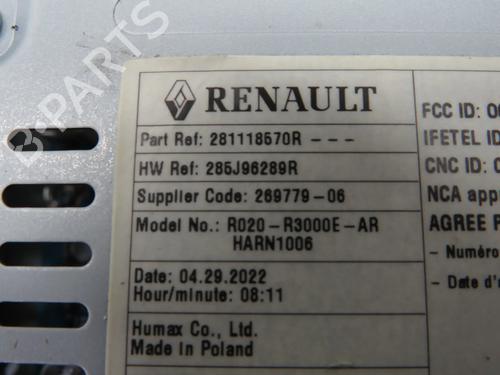 B-PARTS
RENAULT
Part Ref: 281118570R - - -
HW Ref: 285J96289R
Supplier Code: 269779-06
Model No.: R020-R3000E-AR
HARN1006
Date: 04.29.2022
Hour/minute: 08:11
Humax Co., Ltd.
Made in Poland
FCC ID:
IFETEL ID
CNC ID:
NCA
AGREE
- Numéro
- Date